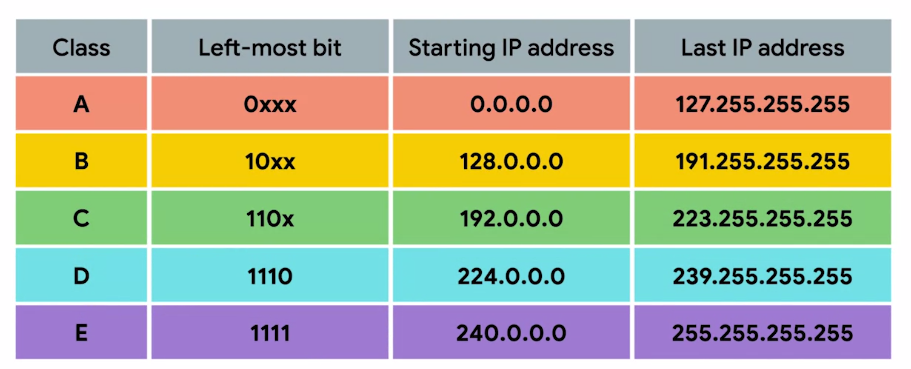 Class Left-most bit Starting IP address Last IP address
A 0xxx 0.0.0.0 127.255.255.255
B 10xx 128.0.0.0 191.255.255.255
C 110x 192.0.0.0 223.255.255.255
D 1110 224.0.0.0 239.255.255.255
E 1111 240.0.0.0 255.255.255.255